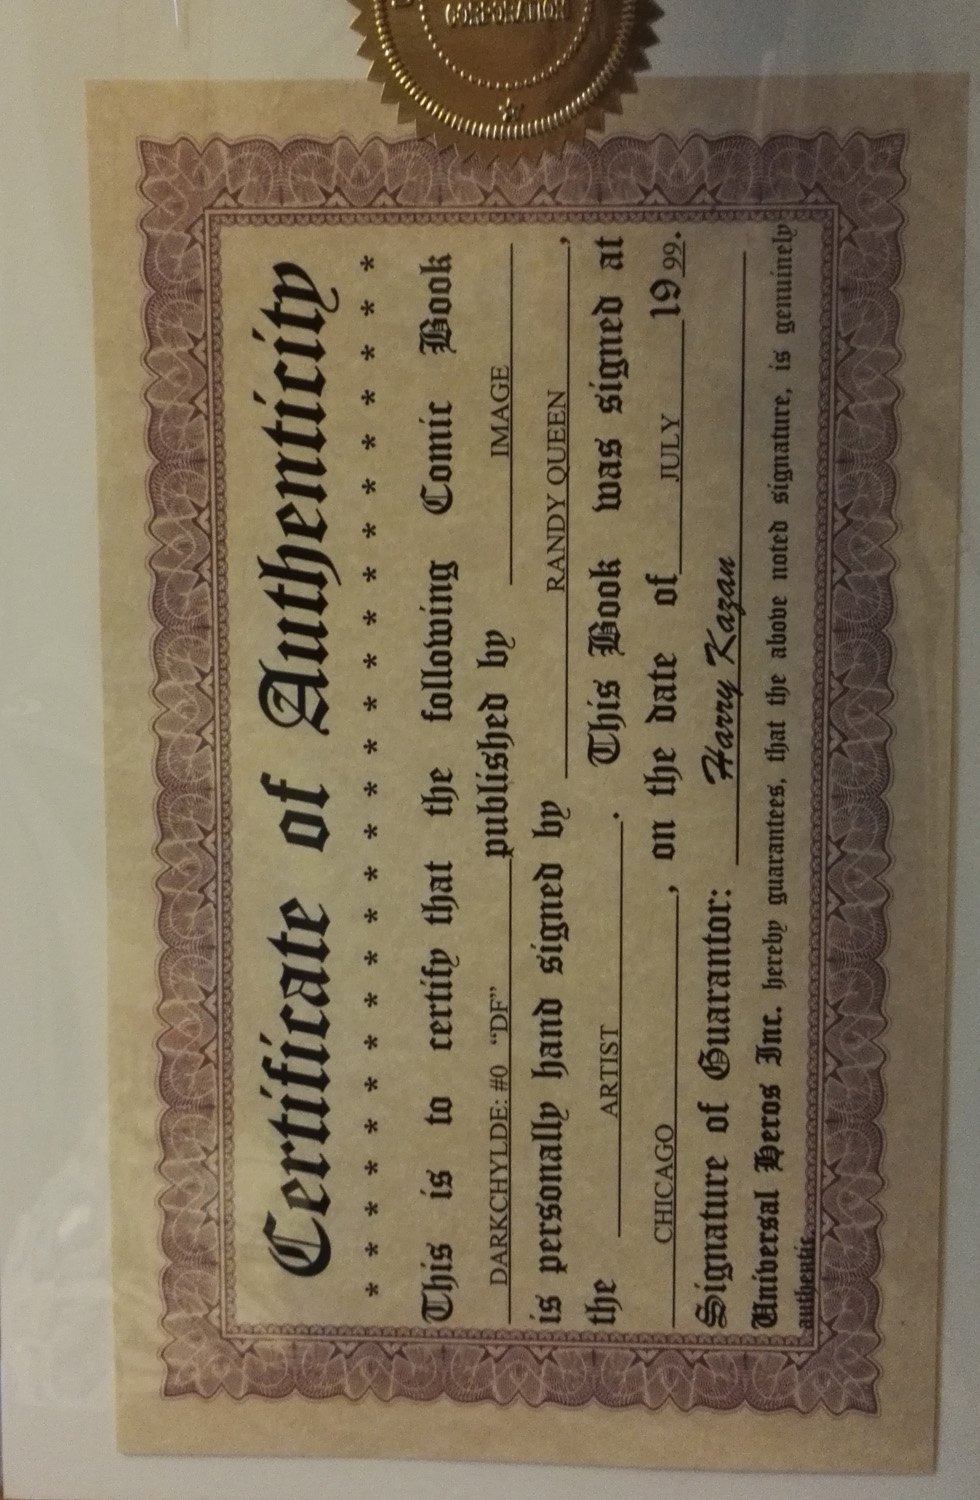 CORPORATION
Certificate of Authenticity
* * * * * * * * * * * * * * * * * * * * * * * * *
This is to certify that the following Comic Book
DARKCHYLDE: #0 “DF” published by IMAGE
is personally hand signed by RANDY QUEEN,
the ARTIST. This Book was signed at
CHICAGO, on the date of JULY 1999.
Signature of Guarantor: Harry Kazan
Universal Heros Inc. hereby guarantees, that the above noted signature, is genuinely
authentic.